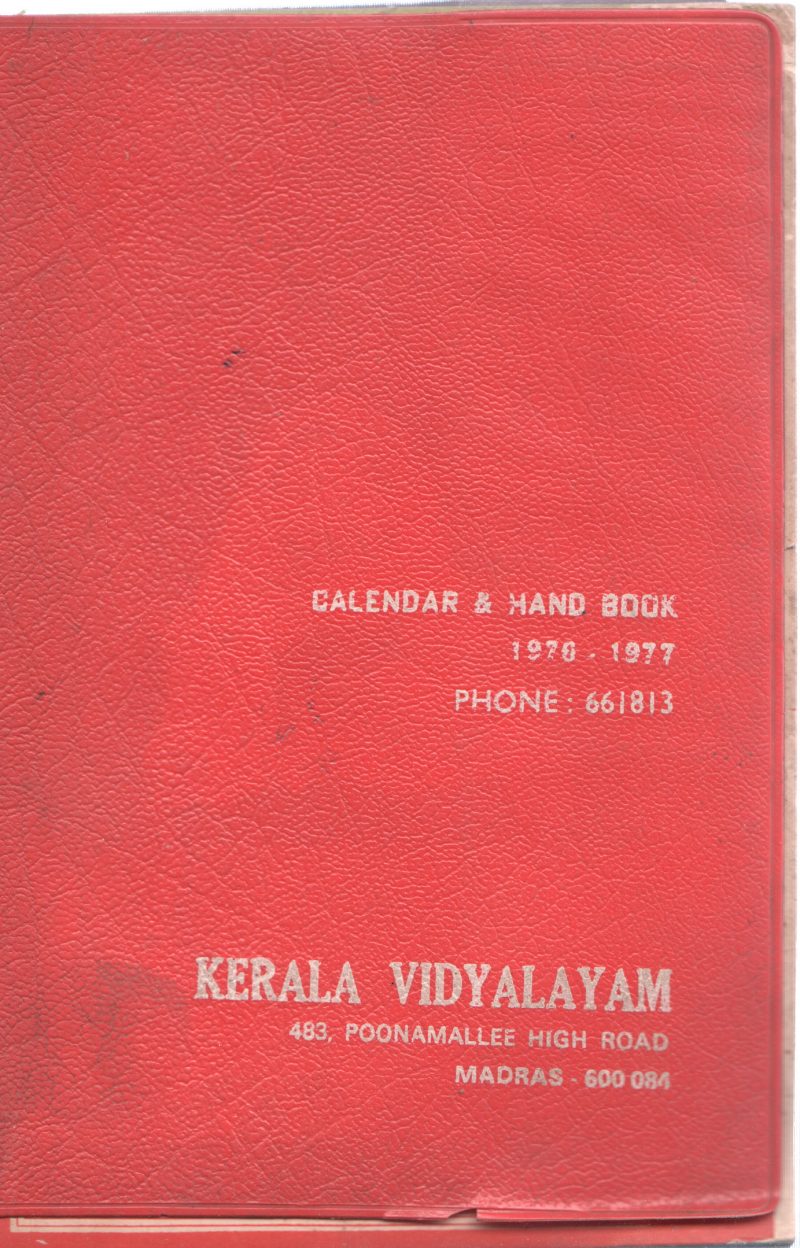 CALENDAR & HAND BOOK
1976 - 1977
PHONE: 661813
KERALA VIDYALAYAM
483, POONAMALLEE HIGH ROAD
MADRAS - 600 084